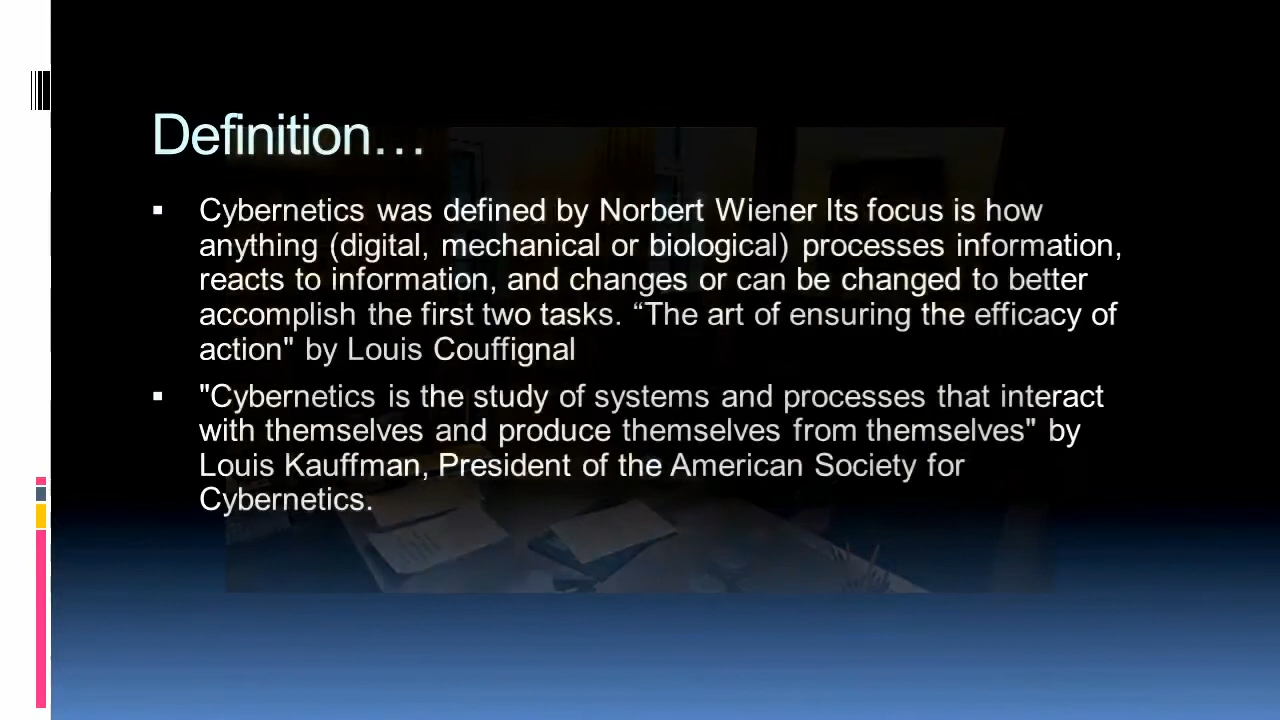 Definition…
▪ Cybernetics was defined by Norbert Wiener Its focus is how
anything (digital, mechanical or biological) processes information,
reacts to information, and changes or can be changed to better
accomplish the first two tasks. “The art of ensuring the efficacy of
action" by Louis Couffignal
▪ "Cybernetics is the study of systems and processes that interact
with themselves and produce themselves from themselves" by
Louis Kauffman, President of the American Society for
Cybernetics.